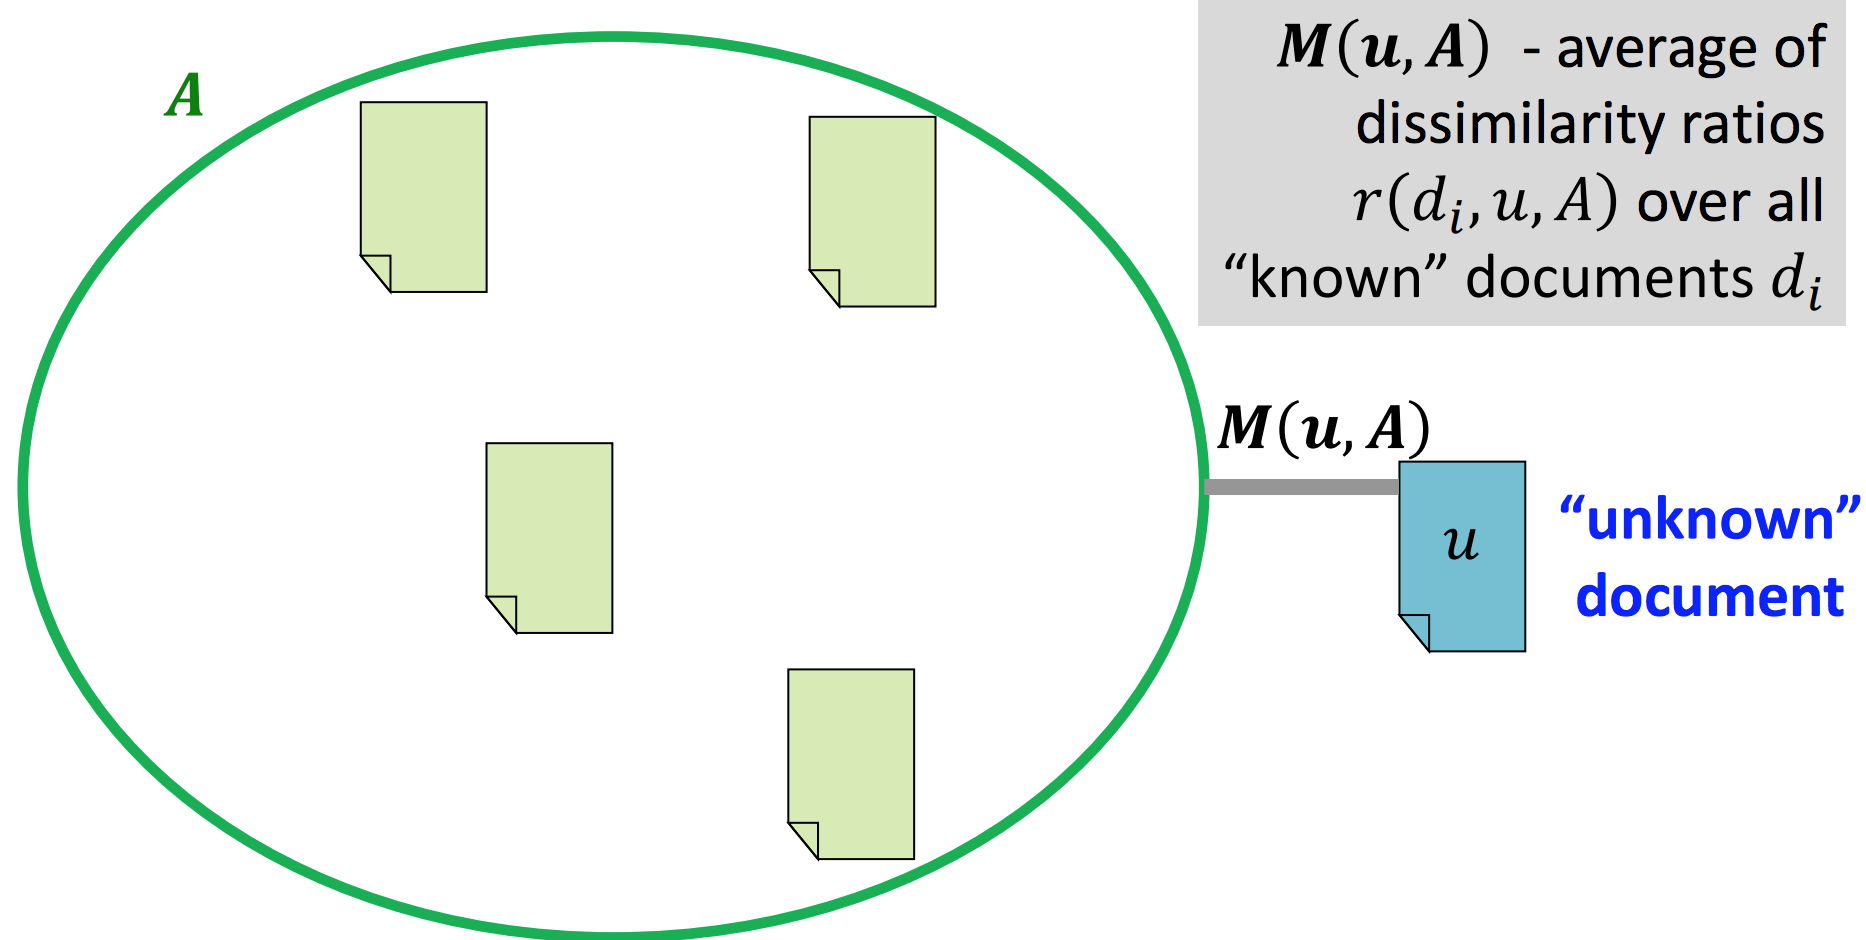 A
M(u, A) - average of
dissimilarity ratios
r(dᵢ, u, A) over all
“known” documents dᵢ
M(u, A)
u
“unknown”
document